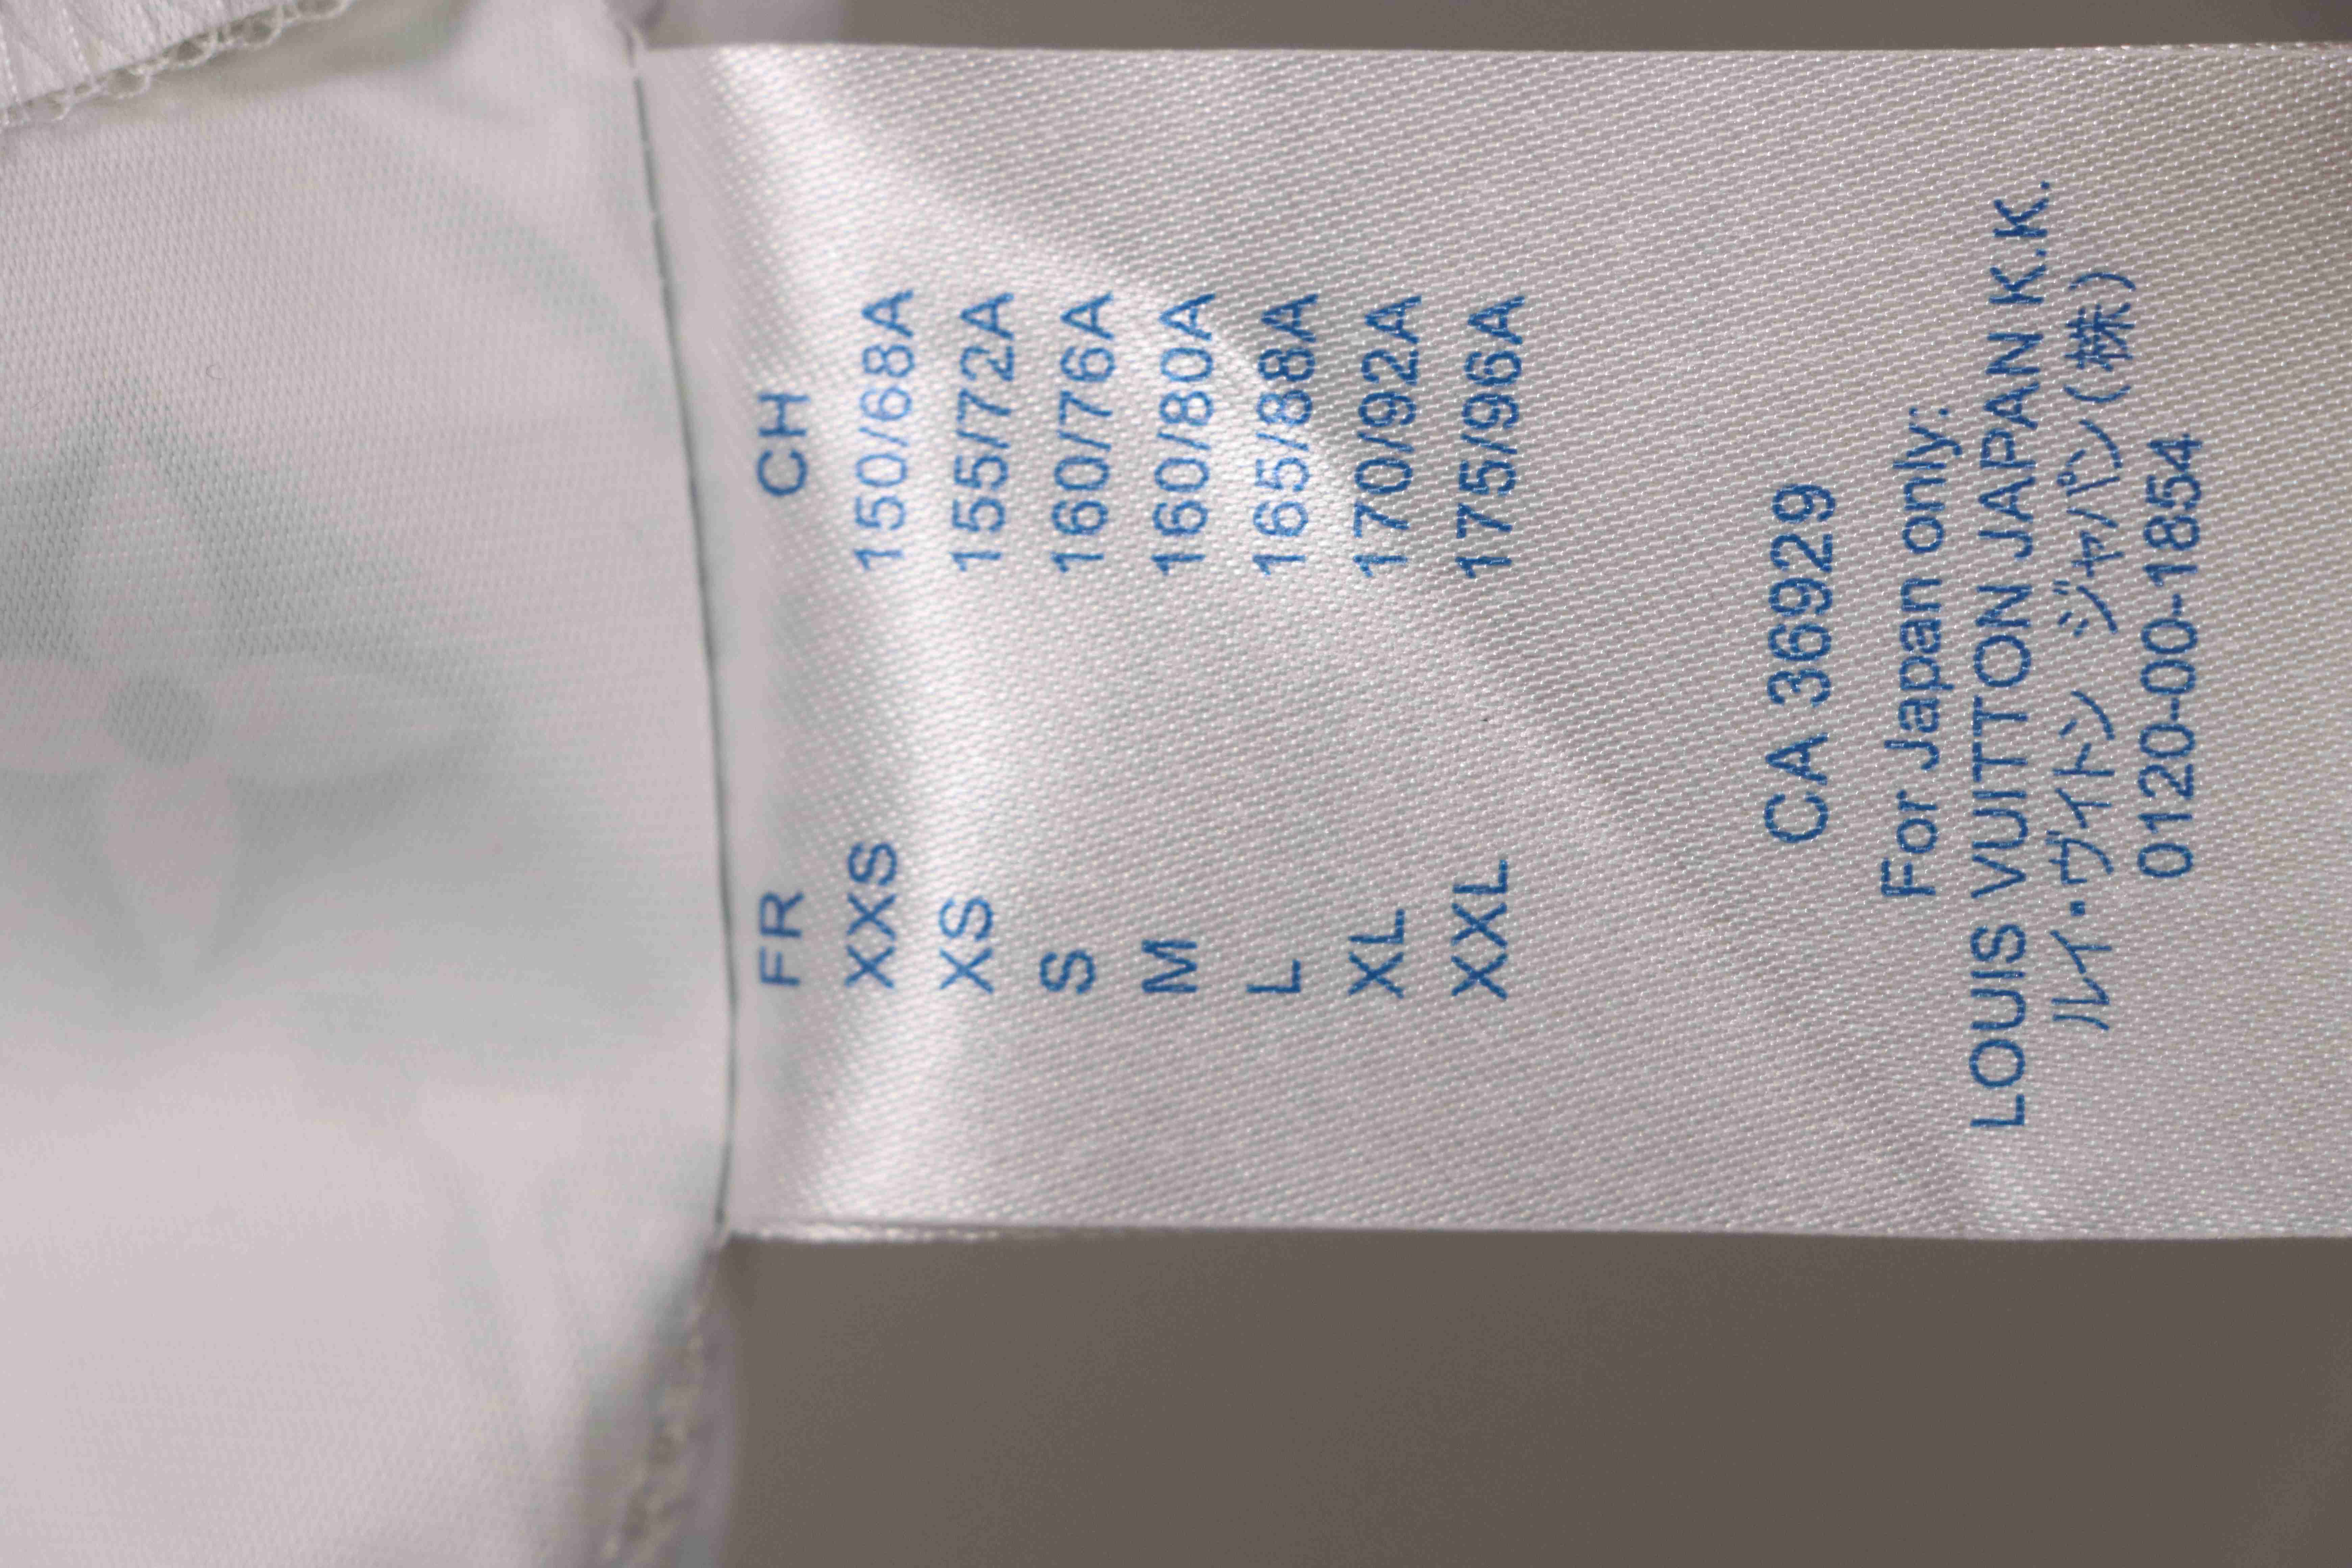 FR CH
XXS 150/68A
XS 155/72A
S 160/76A
M 160/80A
L 165/88A
XL 170/92A
XXL 175/96A
CA 36929
For Japan only:
LOUIS VUITTON JAPAN K.K.
ルイ・ヴィトン ジャパン(株)
0120-00-1854